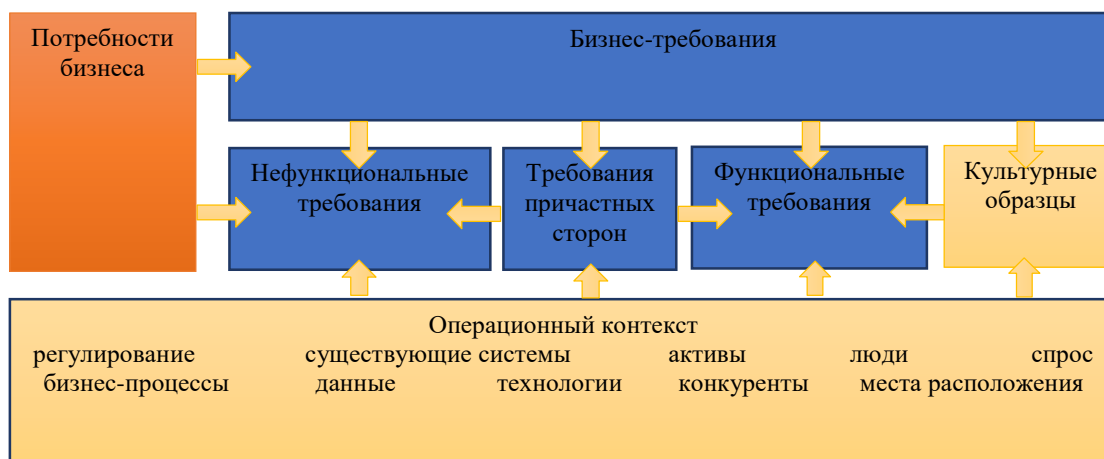 Потребности
бизнеса
Бизнес-требования
Нефункциональные
требования
Требования
причастных
сторон
Функциональные
требования
Культурные
образцы
Операционный контекст
регулирование существующие системы активы люди спрос
бизнес-процессы данные технологии конкуренты места расположения